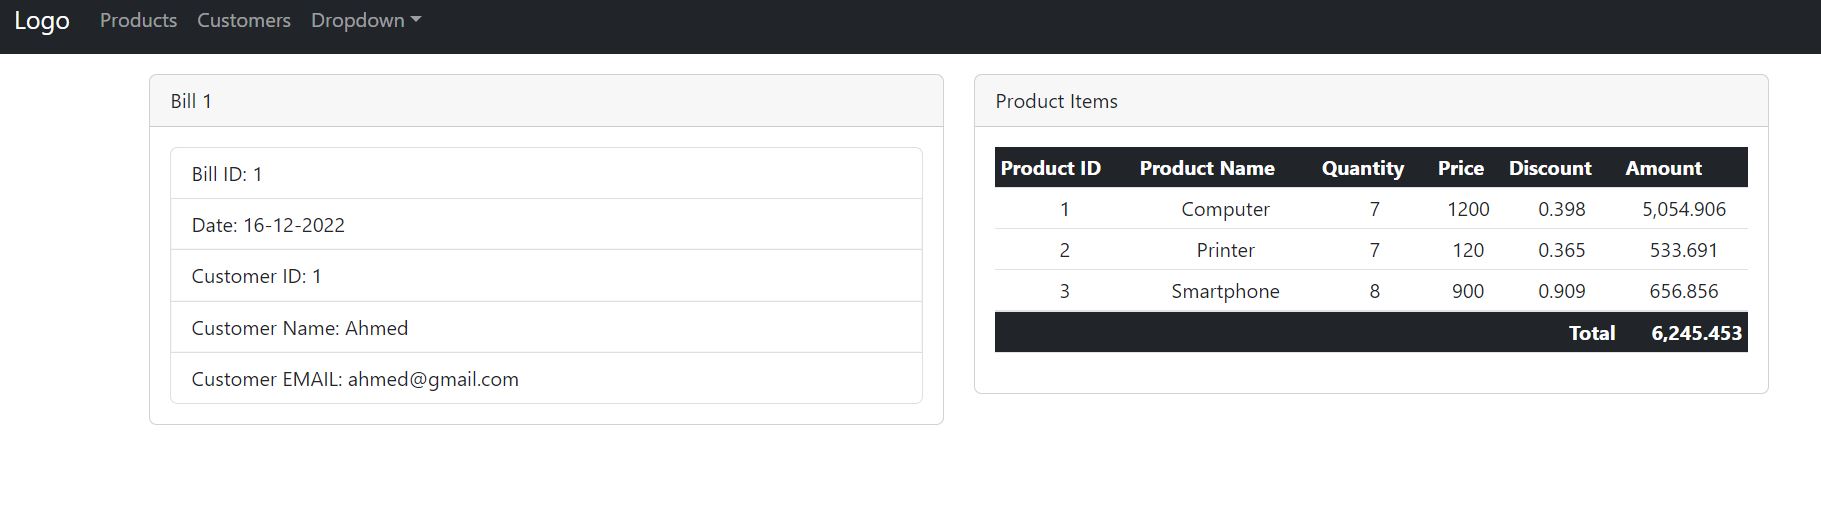 Logo Products Customers Dropdown
Bill 1
Bill ID: 1
Date: 16-12-2022
Customer ID: 1
Customer Name: Ahmed
Customer EMAIL: ahmed@gmail.com
Product Items
Product ID Product Name Quantity Price Discount Amount
1 Computer 7 1200 0.398 5,054.906
2 Printer 7 120 0.365 533.691
3 Smartphone 8 900 0.909 656.856
Total 6,245.453